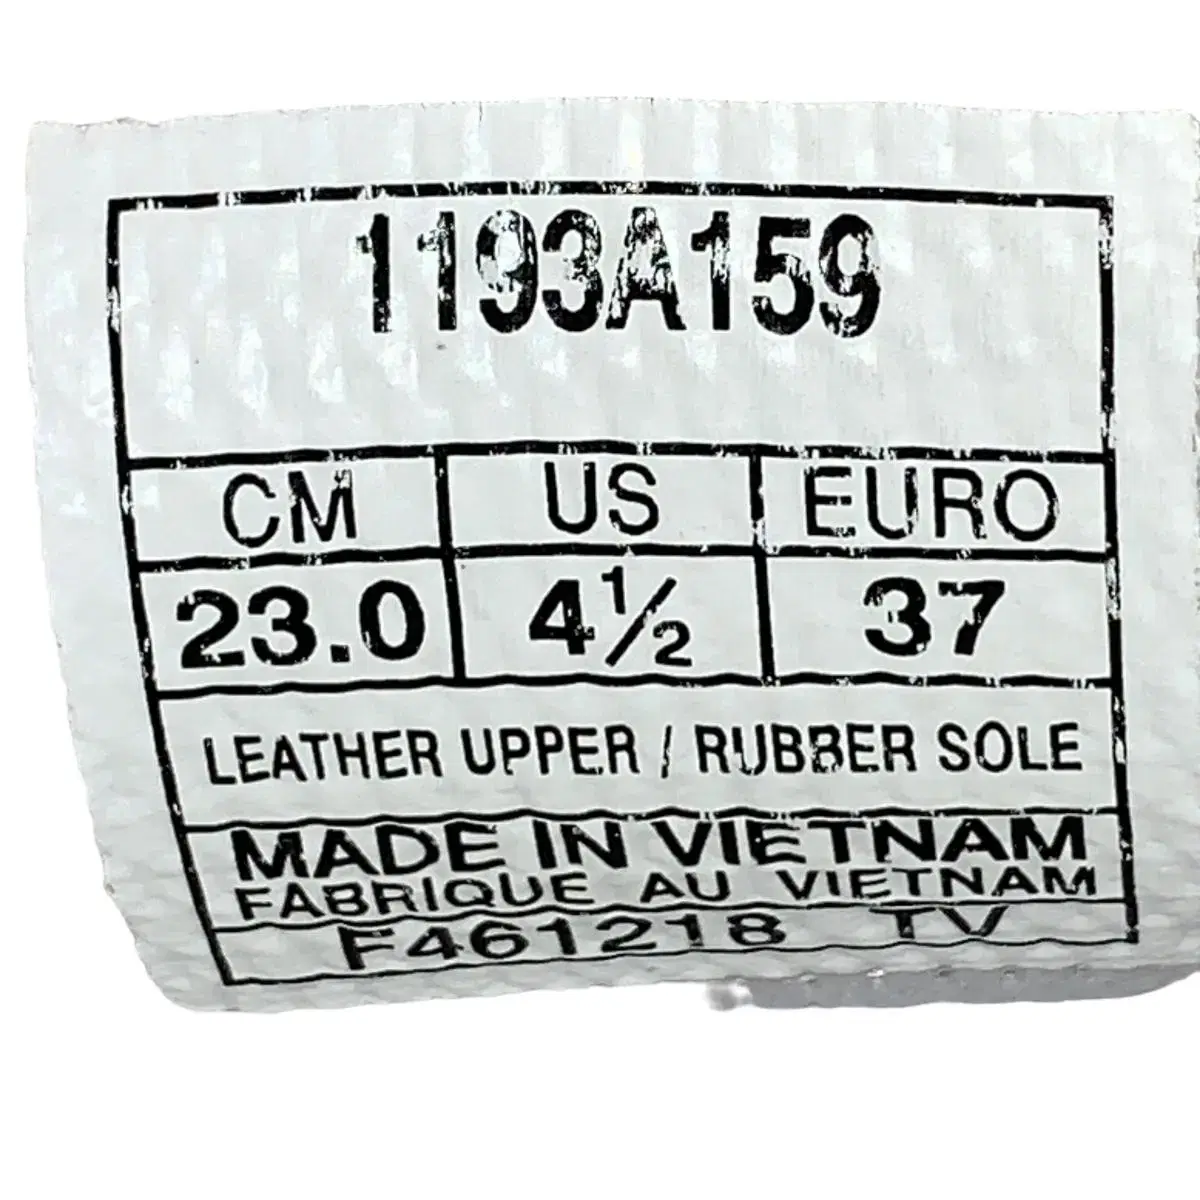 1193A159
CM US EURO
23.0 4½ 37
LEATHER UPPER / RUBBER SOLE
MADE IN VIETNAM
FABRIQUE AU VIETNAM
F461218 TV